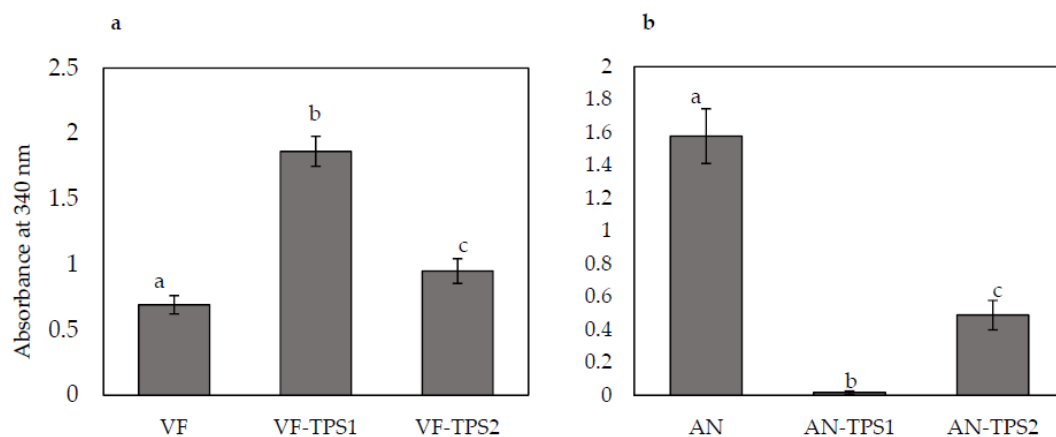 a
Absorbance at 340 nm
2.5
2
1.5
1
0.5
0
a
b
c
VF
VF-TPS1
VF-TPS2
b
2
1.8
1.6
1.4
1.2
1
0.8
0.6
0.4
0.2
0
a
b
c
AN
AN-TPS1
AN-TPS2